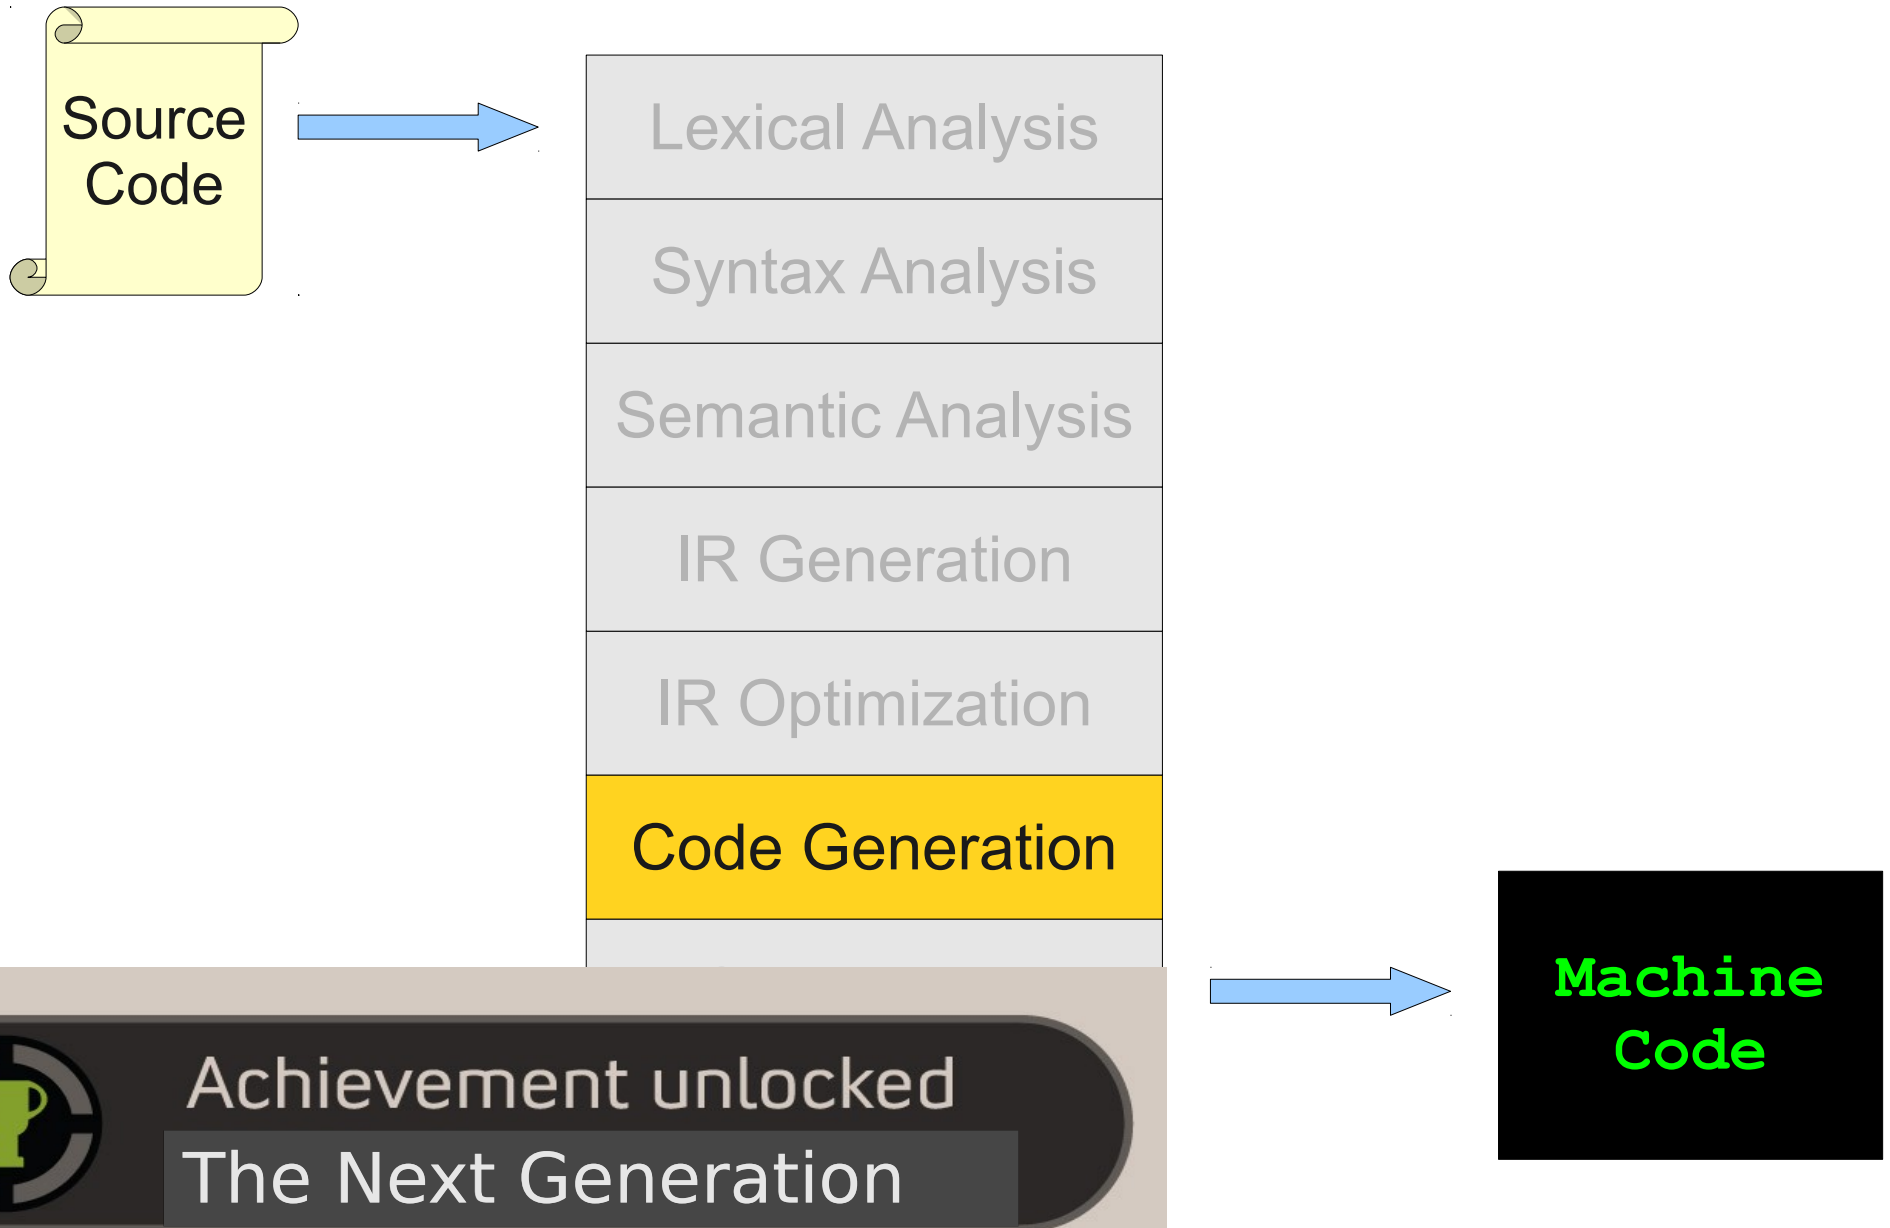 Source
Code
Lexical Analysis
Syntax Analysis
Semantic Analysis
IR Generation
IR Optimization
Code Generation
Machine
Code
Achievement unlocked
The Next Generation